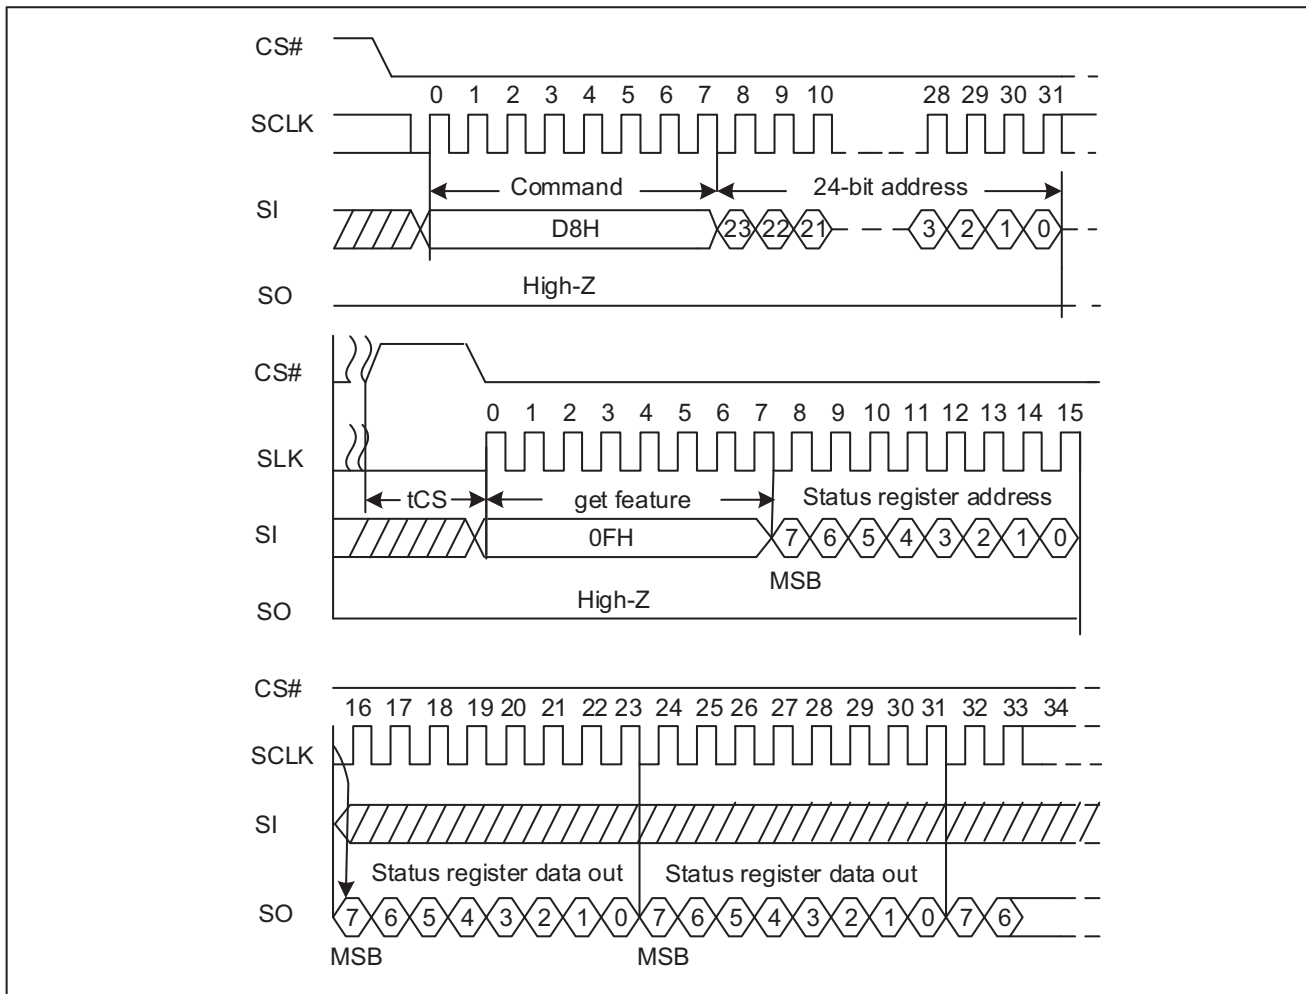 CS#
0 1 2 3 4 5 6 7 8 9 10 28 29 30 31
SCLK
Command 24-bit address
SI D8H 23 22 21 3 2 1 0
High-Z
SO
CS#
0 1 2 3 4 5 6 7 8 9 10 11 12 13 14 15
SLK
tCS get feature Status register address
SI 0FH 7 6 5 4 3 2 1 0
MSB
High-Z
SO
CS#
16 17 18 19 20 21 22 23 24 25 26 27 28 29 30 31 32 33 34
SCLK
SI
Status register data out Status register data out
SO 7 6 5 4 3 2 1 0 7 6 5 4 3 2 1 0 7 6
MSB MSB